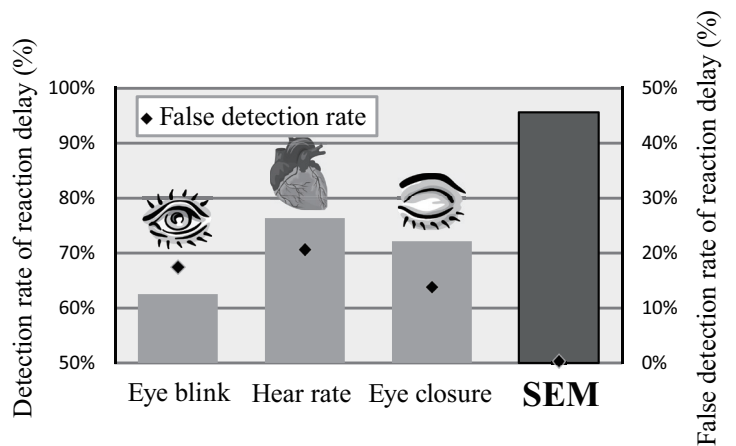 Detection rate of reaction delay (%)
100%
90%
80%
70%
60%
50%
False detection rate
Eye blink
Hear rate
Eye closure
SEM
50%
40%
30%
20%
10%
0%
False detection rate of reaction delay (%)